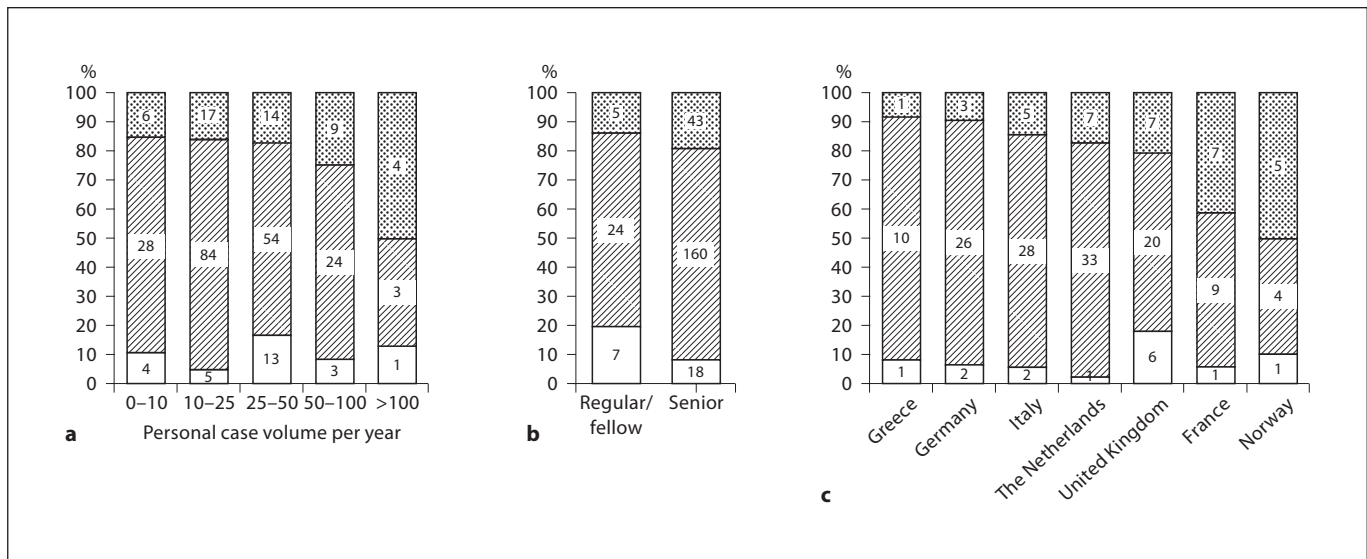 %
100
90
80
70
60
50
40
30
20
10
0
6 17 14 9 4
28 84 54 24 3
4 5 13 3 1
0–10 10–25 25–50 50–100 >100
a Personal case volume per year
%
100
90
80
70
60
50
40
30
20
10
0
5 43
24 160
7 18
Regular/ Senior
fellow
b
%
100
90
80
70
60
50
40
30
20
10
0
1 3 5 7 7 7 5
10 26 28 33 20 9 4
1 2 2 1 6 1 1
Greece
Germany
Italy
The Netherlands
United Kingdom
France
Norway
c